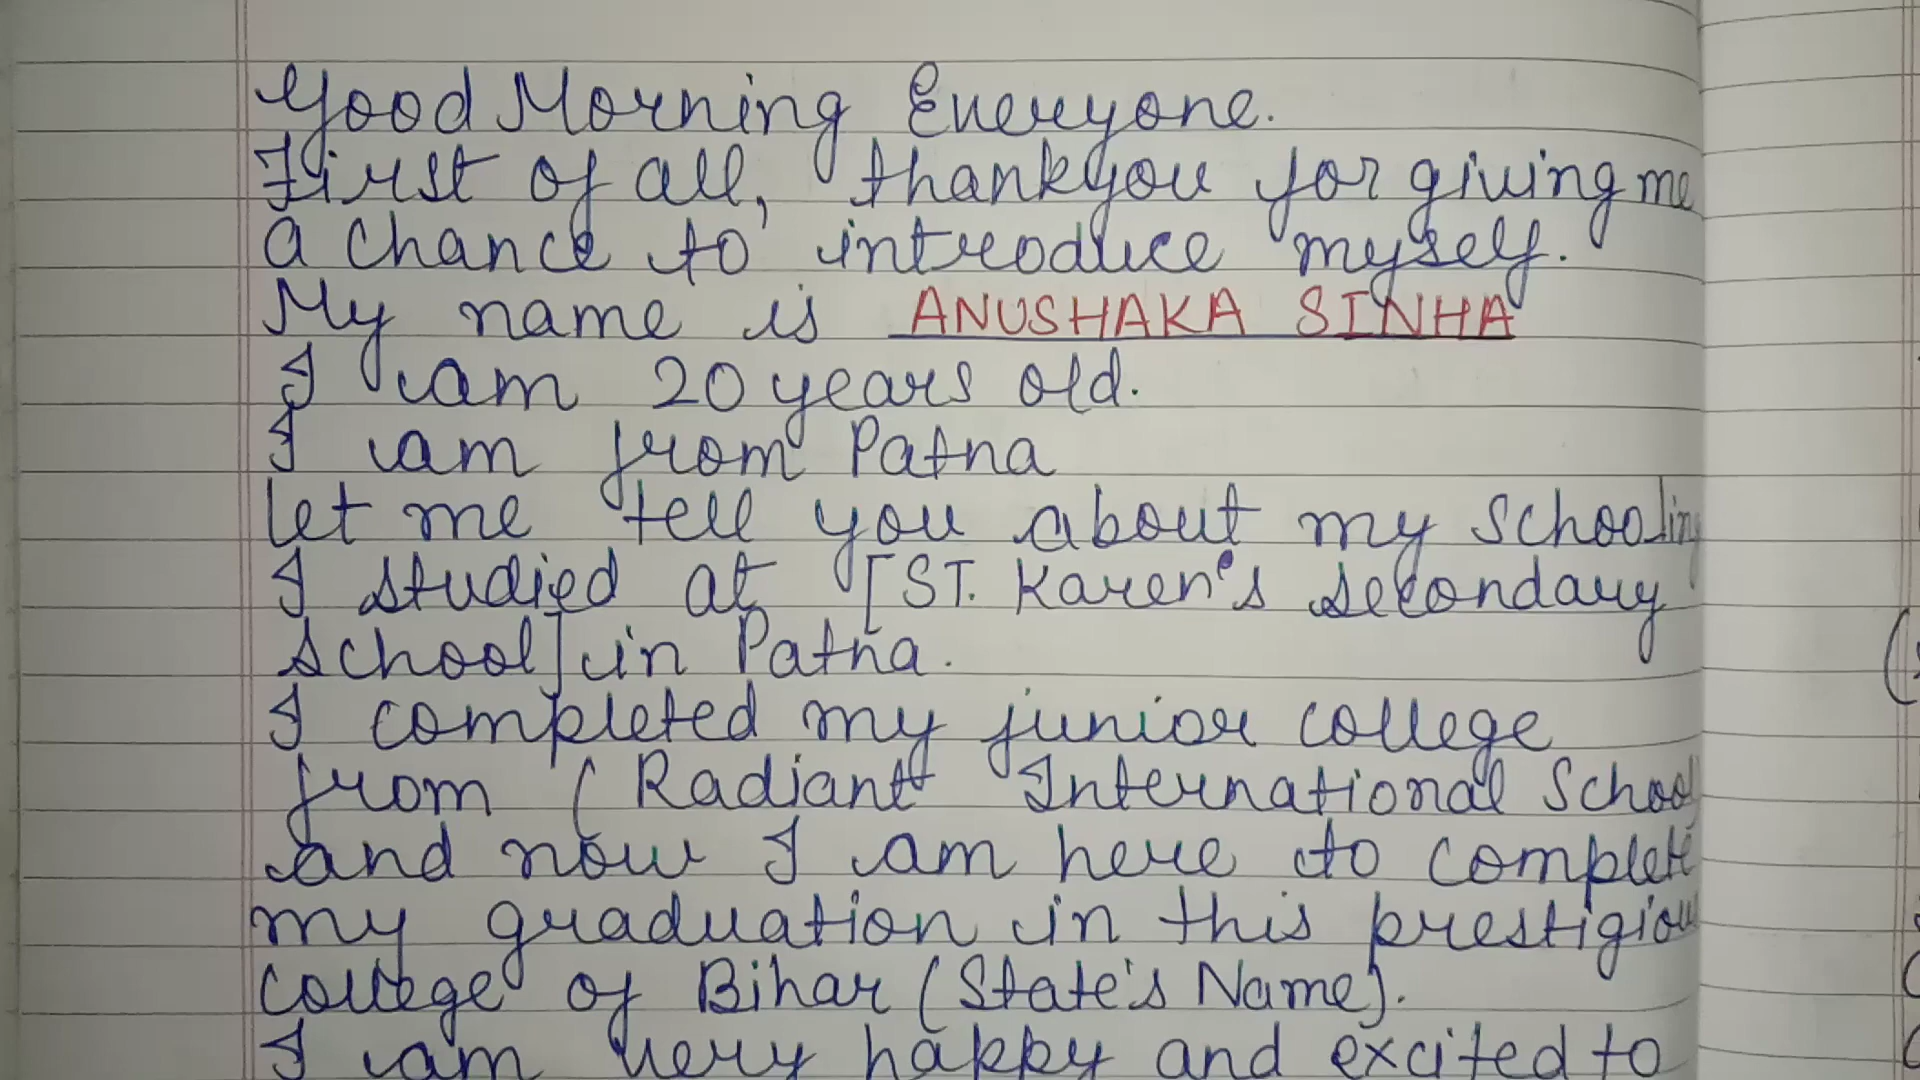 Good Morning Everyone.
First of all, thankyou for giving me
a chance to introduce myself.
My name is ANUSHAKA SINHA
I am 20 years old.
I am from Patna
let me tell you about my schooling
I studied at [ST. Karen's secondary
school] in Patna.
I completed my junior college
from (Radiant International School
and now I am here to complete
my graduation in this prestigiou
college of Bihar (State's Name).
I am very happy and excited to